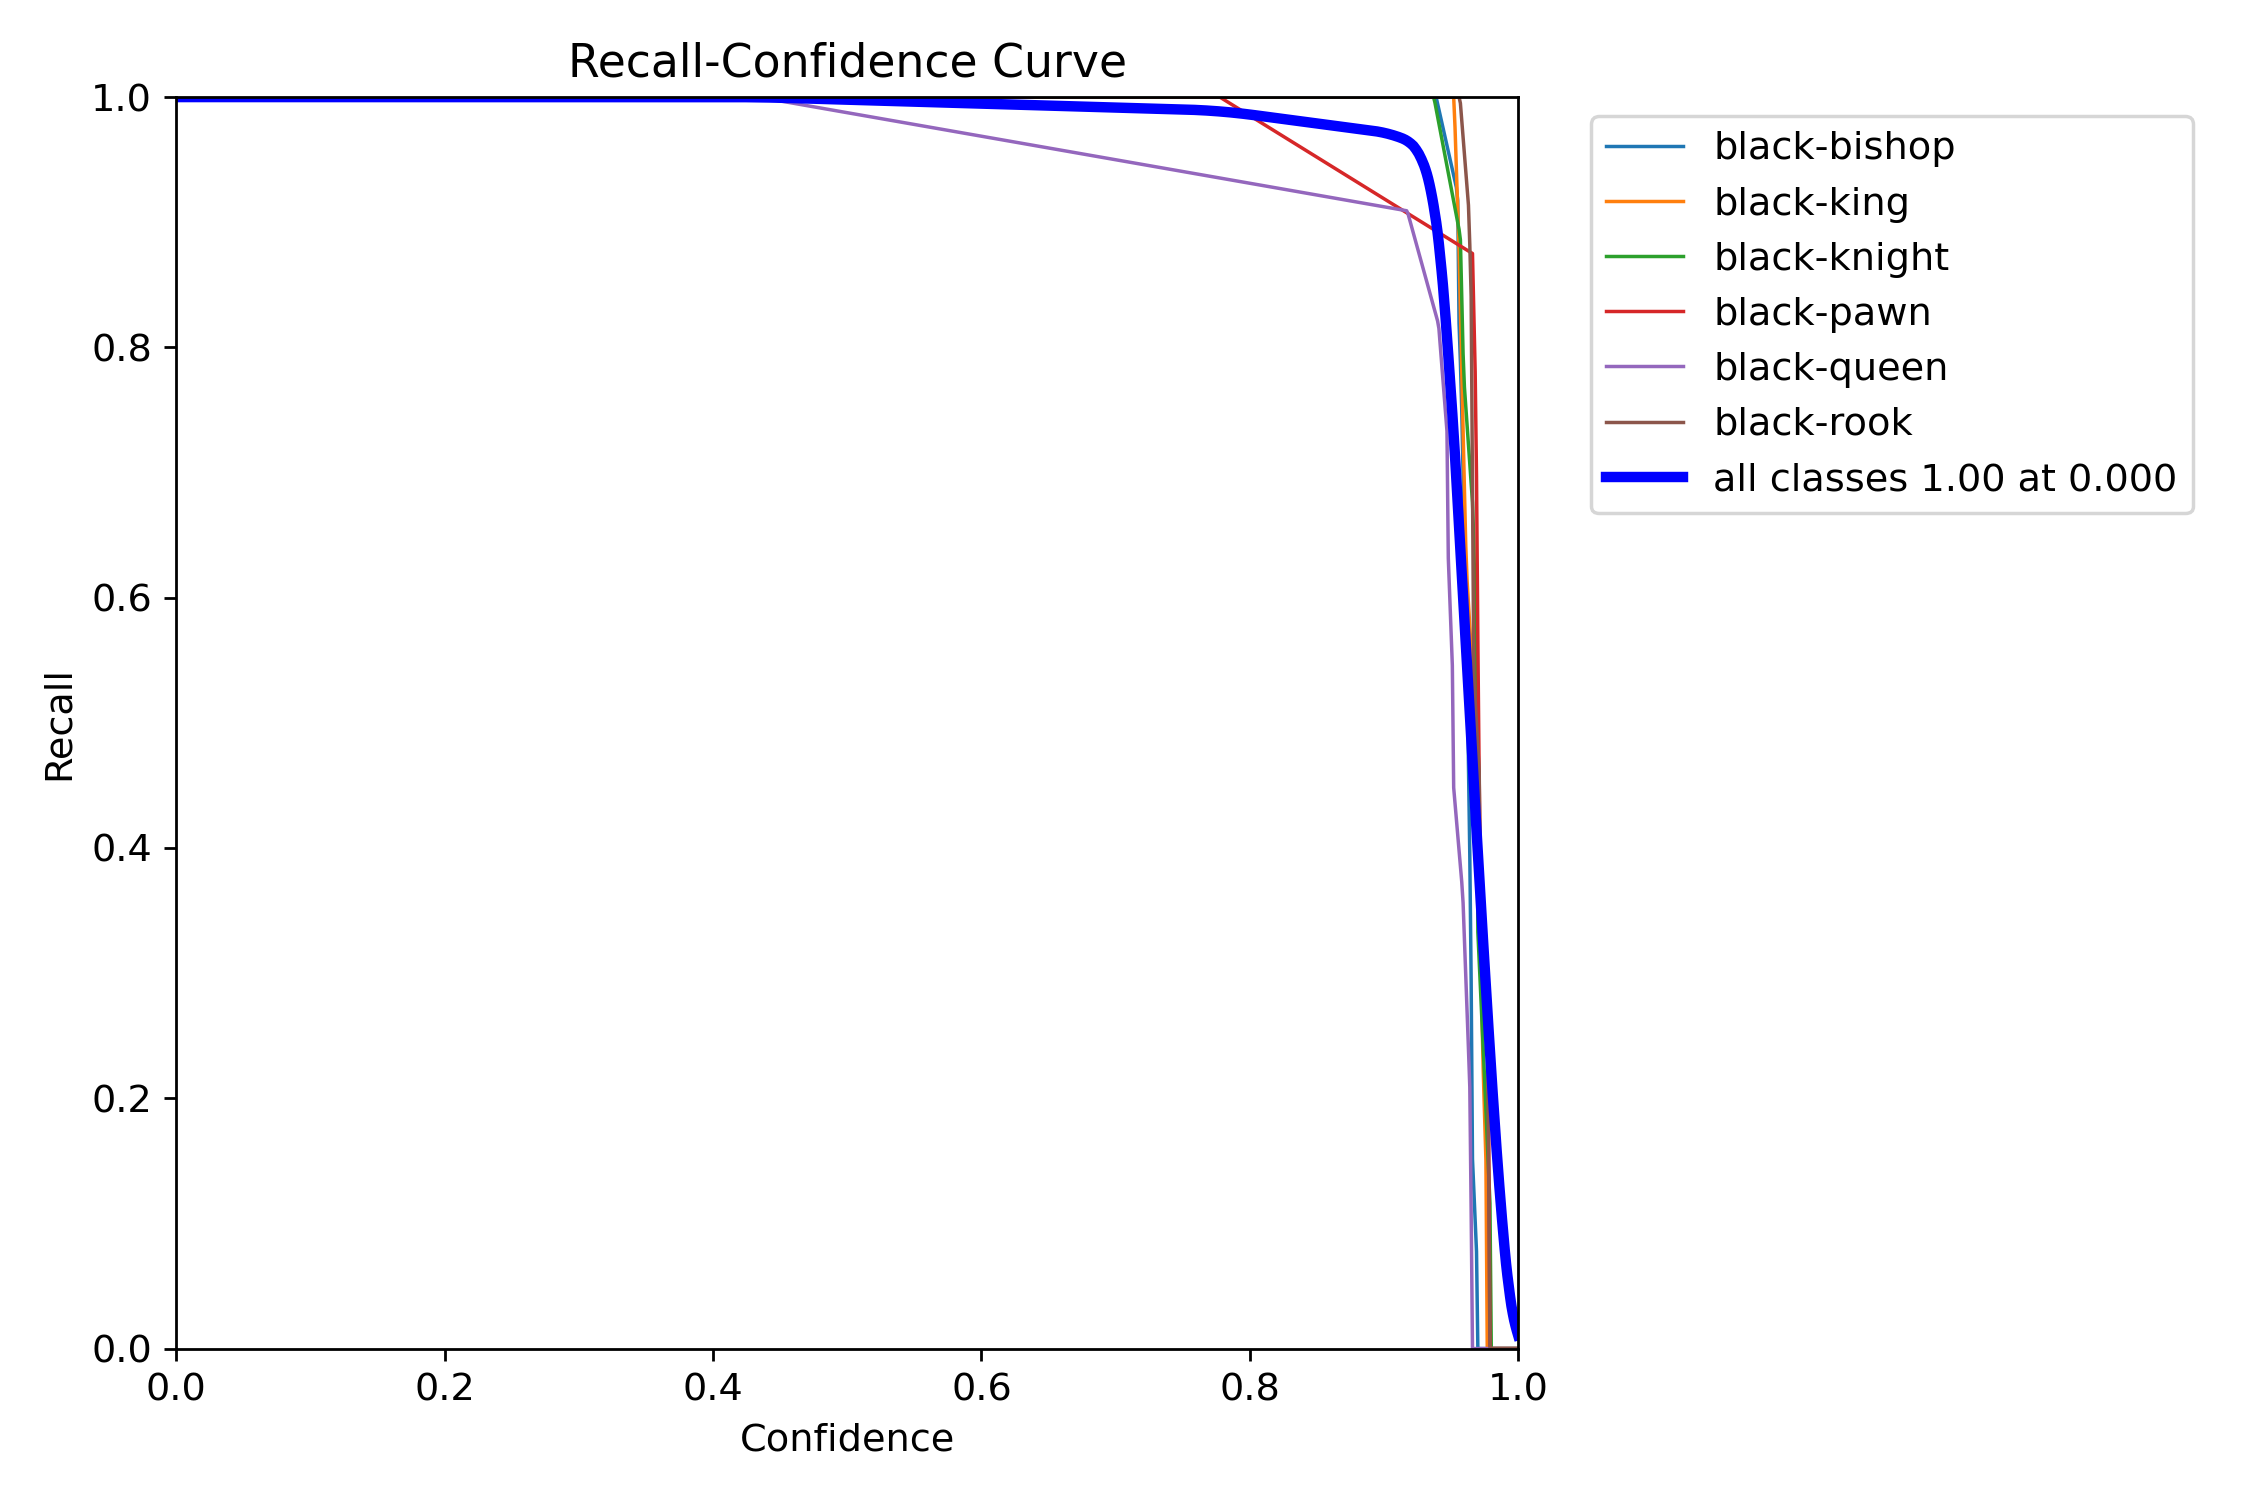 Recall-Confidence Curve
1.0
0.8
0.6
0.4
0.2
0.0
Recall
0.0 0.2 0.4 0.6 0.8 1.0
Confidence
black-bishop
black-king
black-knight
black-pawn
black-queen
black-rook
all classes 1.00 at 0.000